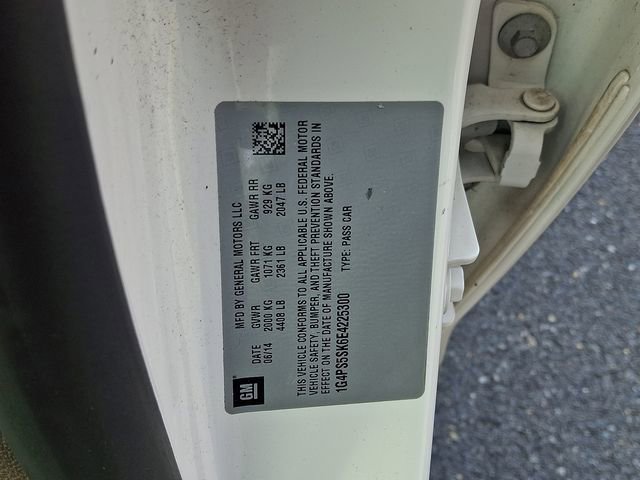 GM
MFD BY GENERAL MOTORS LLC
DATE GVWR GAWR FRT GAWR RR
06/14 2000 KG 1071 KG 929 KG
4408 LB 2361 LB 2047 LB
THIS VEHICLE CONFORMS TO ALL APPLICABLE U.S. FEDERAL MOTOR
VEHICLE SAFETY, BUMPER, AND THEFT PREVENTION STANDARDS IN
EFFECT ON THE DATE OF MANUFACTURE SHOWN ABOVE.
1G4PS5SK6E4225300 TYPE: PASS CAR